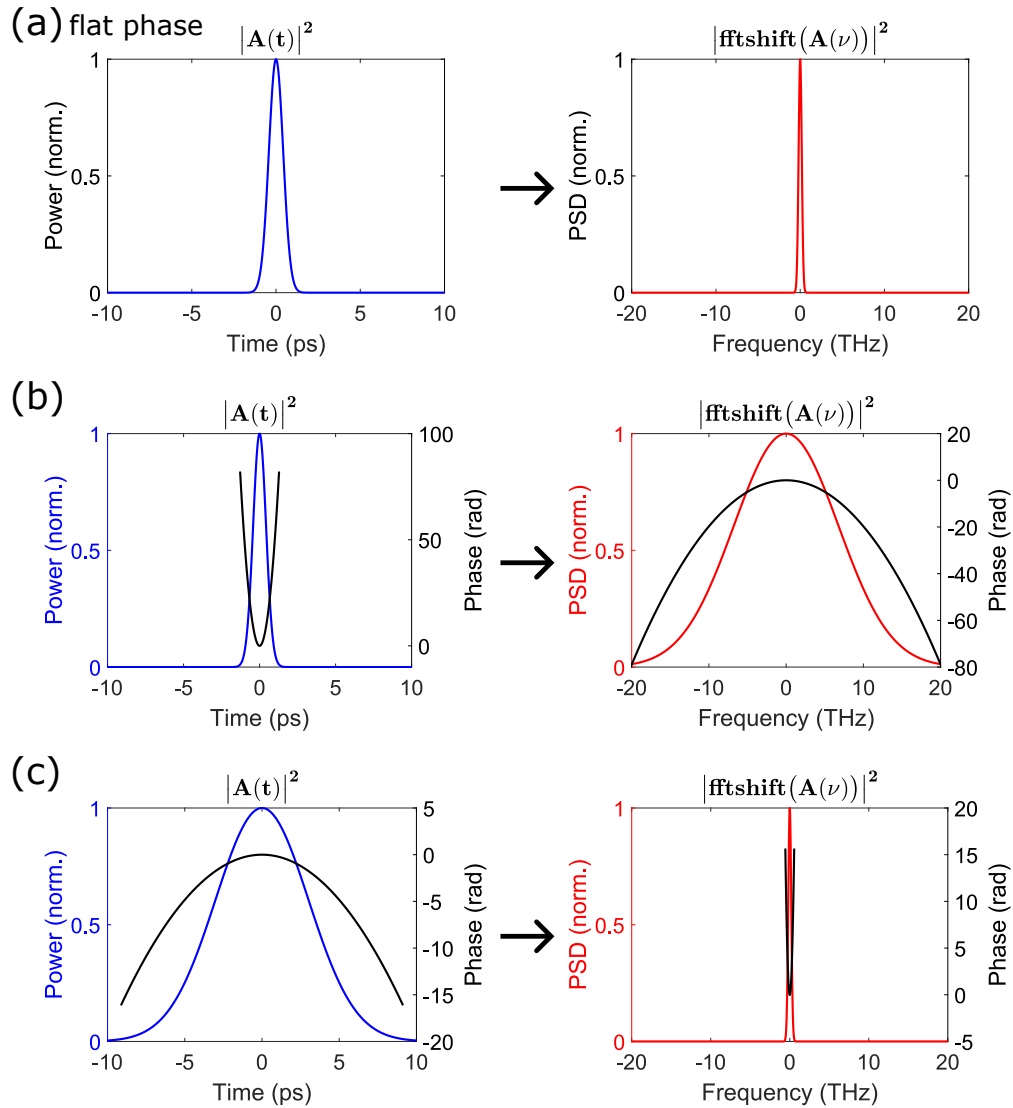 (a) flat phase
|A(t)|²
|fftshift(A(ν))|²
Power (norm.)
1
0.5
0
-10 -5 0 5 10
Time (ps)
PSD (norm.)
1
0.5
0
-20 -10 0 10 20
Frequency (THz)
(b)
|A(t)|²
|fftshift(A(ν))|²
Power (norm.)
1
0.5
0
-10 -5 0 5 10
Time (ps)
100
50
0
Phase (rad)
PSD (norm.)
1
0.5
0
-20 -10 0 10 20
Frequency (THz)
20
0
-20
-40
-60
-80
Phase (rad)
(c)
|A(t)|²
|fftshift(A(ν))|²
Power (norm.)
1
0.5
0
-10 -5 0 5 10
Time (ps)
5
0
-5
-10
-15
-20
Phase (rad)
PSD (norm.)
1
0.5
0
-20 -10 0 10 20
Frequency (THz)
20
15
10
5
0
-5
Phase (rad)